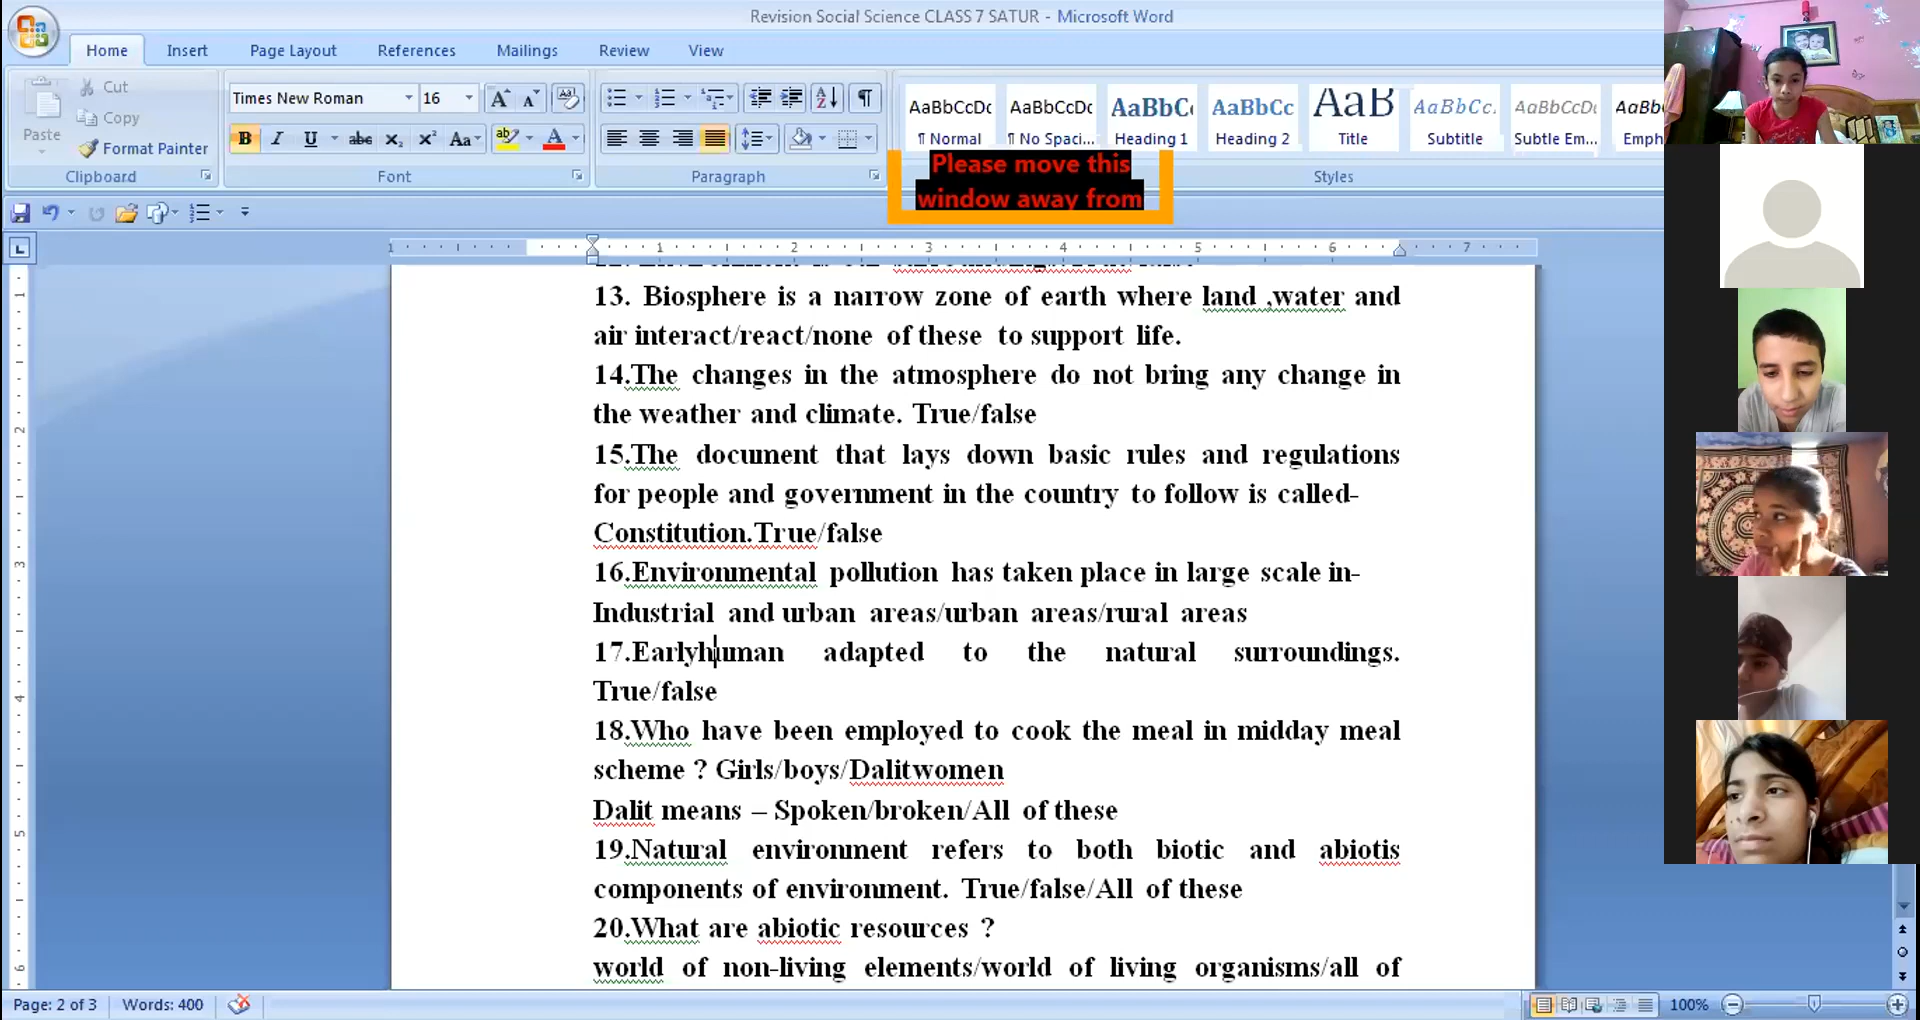 Revision Social Science CLASS 7 SATUR - Microsoft Word
Home Insert Page Layout References Mailings Review View
Cut
Copy
Format Painter
Paste
Clipboard
Times New Roman 16
Font
Paragraph
AaBbCcDc AaBbCcDc AaBbC AaBbCc AaB AaBbCc. AaBbCcDc AaBbCc
¶ Normal ¶ No Spaci... Heading 1 Heading 2 Title Subtitle Subtle Em... Emph
Styles
Please move this
window away from
13. Biosphere is a narrow zone of earth where land ,water and
air interact/react/none of these to support life.
14.The changes in the atmosphere do not bring any change in
the weather and climate. True/false
15.The document that lays down basic rules and regulations
for people and government in the country to follow is called-
Constitution.True/false
16.Environmental pollution has taken place in large scale in-
Industrial and urban areas/urban areas/rural areas
17.Earlyhuman adapted to the natural surroundings.
True/false
18.Who have been employed to cook the meal in midday meal
scheme ? Girls/boys/Dalitwomen
Dalit means – Spoken/broken/All of these
19.Natural environment refers to both biotic and abiotis
components of environment. True/false/All of these
20.What are abiotic resources ?
world of non-living elements/world of living organisms/all of
Page: 2 of 3 Words: 400 100%